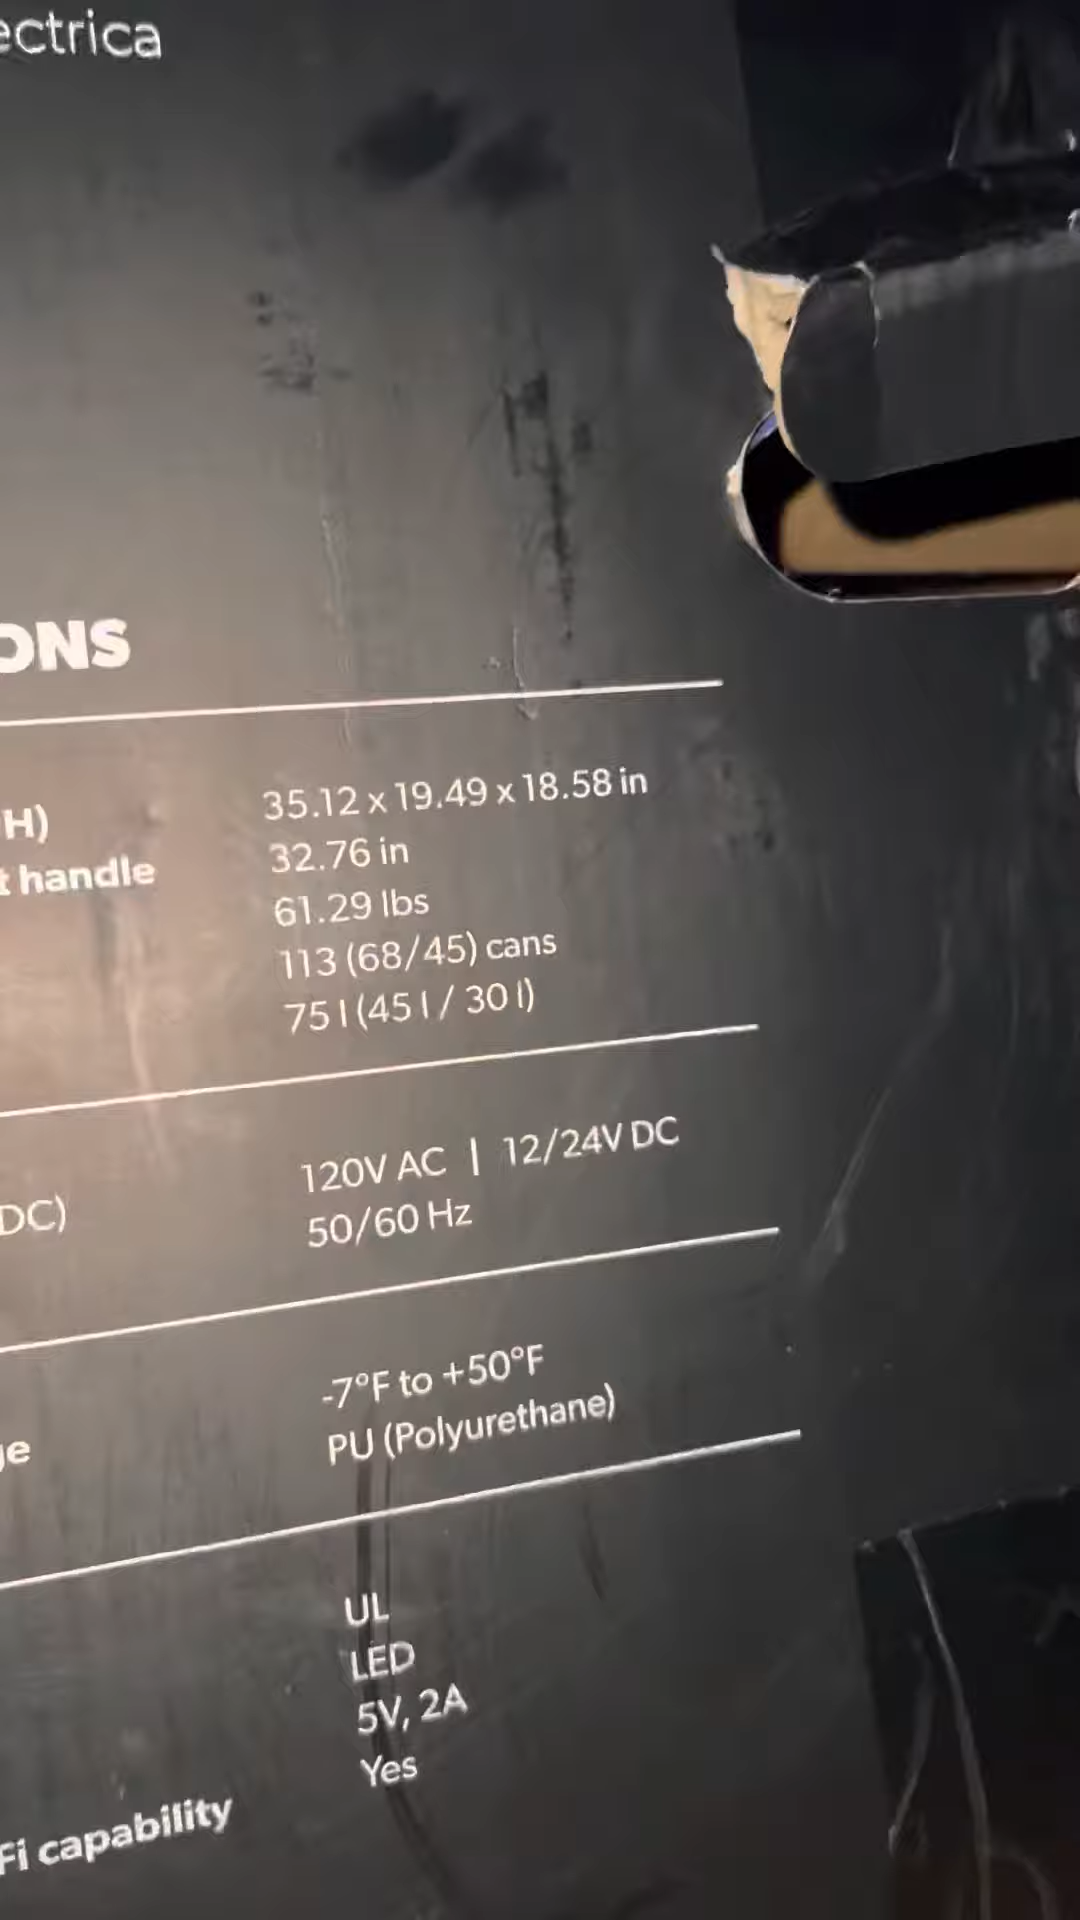 ectrica
ONS
H) 35.12 x 19.49 x 18.58 in
t handle 32.76 in
61.29 lbs
113 (68/45) cans
75 l (45 l / 30 l)
120V AC | 12/24V DC
DC) 50/60 Hz
-7°F to +50°F
ge PU (Polyurethane)
UL
LED
5V, 2A
Yes
Fi capability